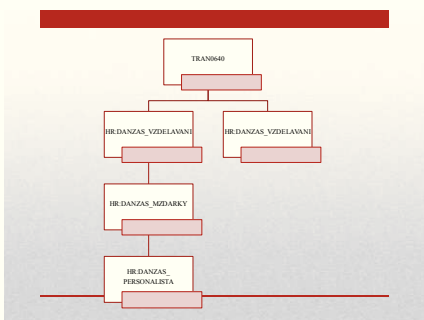 TRAN0640
HR:DANZAS_VZDELAVANI
HR:DANZAS_VZDELAVANI
HR:DANZAS_MZDARKY
HR:DANZAS_
PERSONALISTA